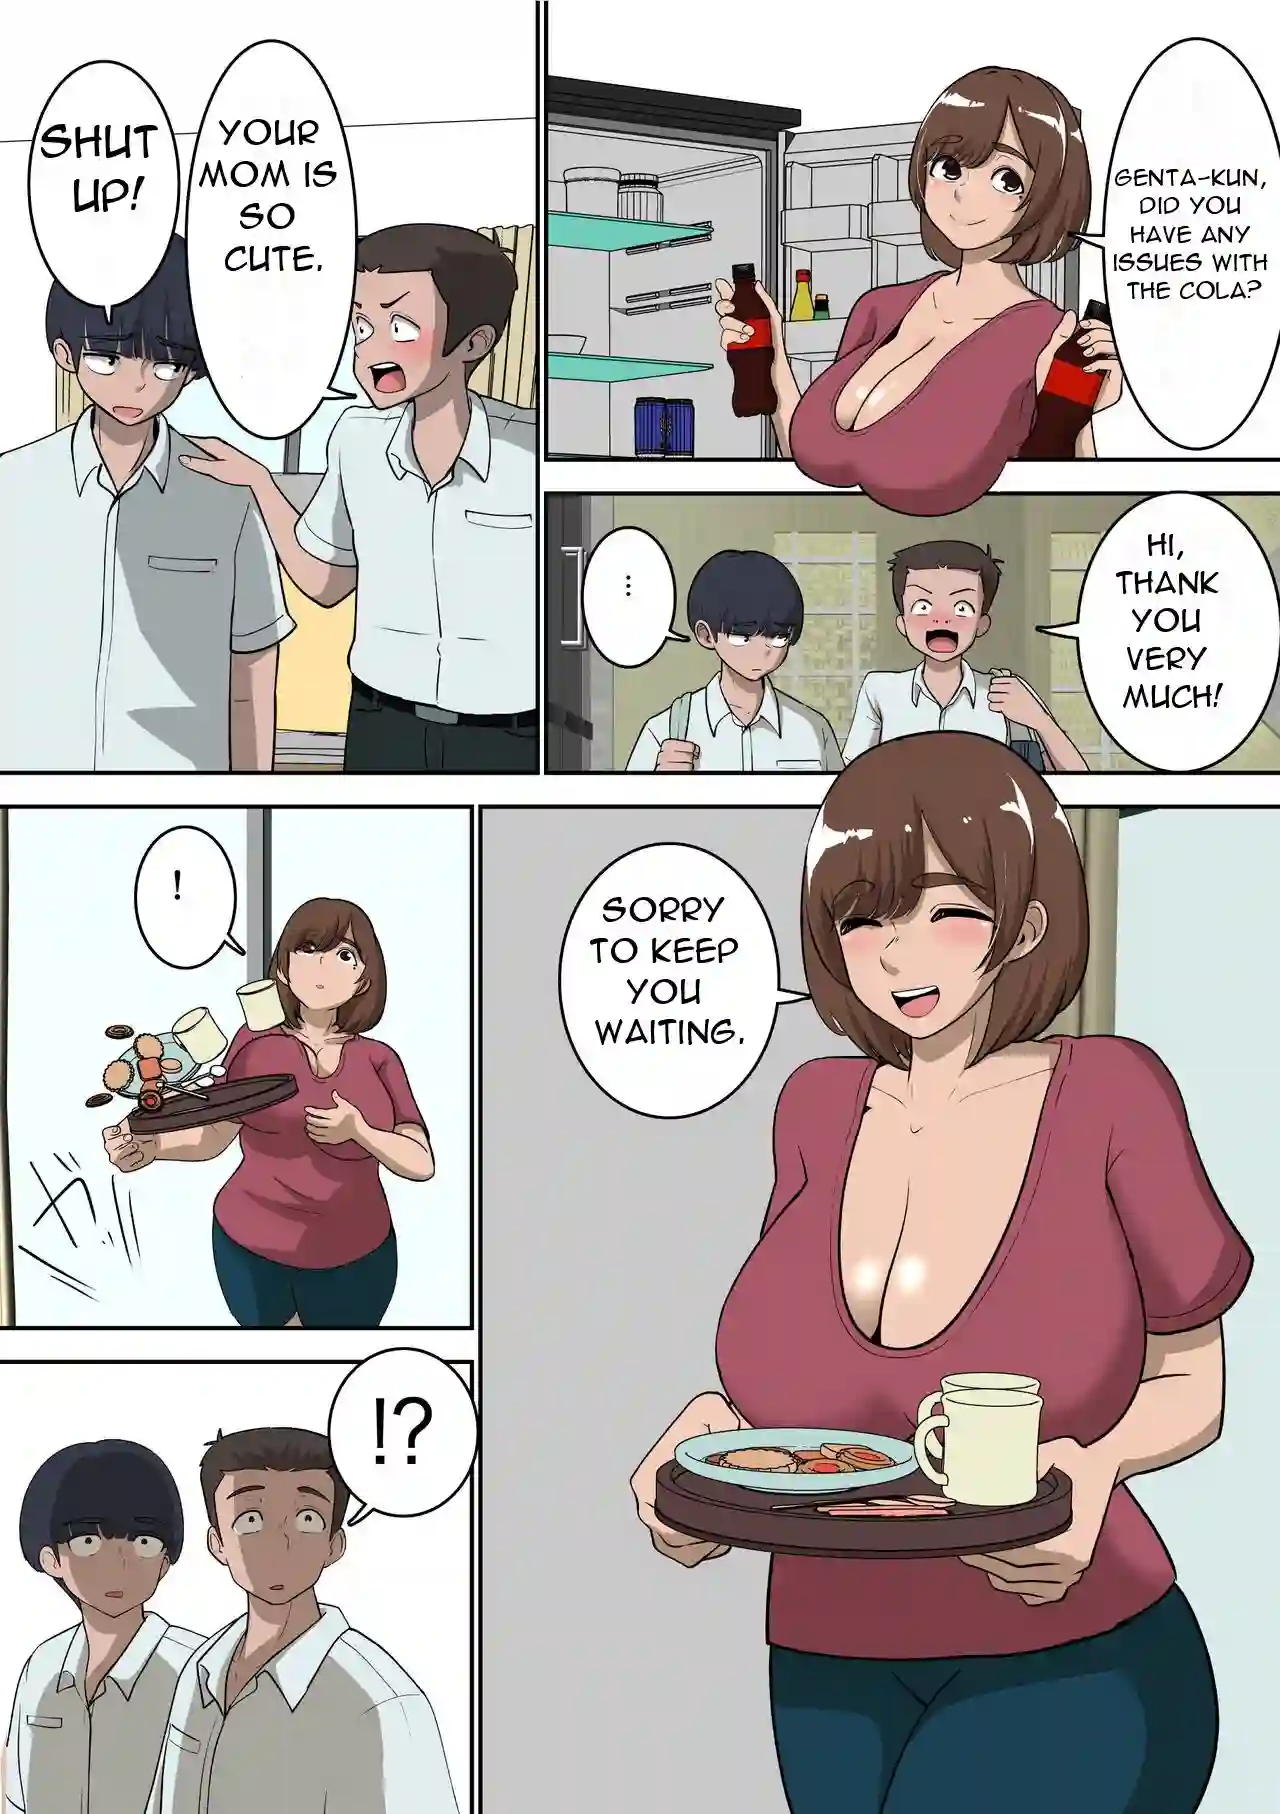 GENTA-KUN,
DID YOU
HAVE ANY
ISSUES WITH
THE COLA?
YOUR
MOM IS
SO
CUTE.
SHUT
UP!
HI,
THANK
YOU
VERY
MUCH!
...
SORRY
TO KEEP
YOU
WAITING.
!
ガ
!?